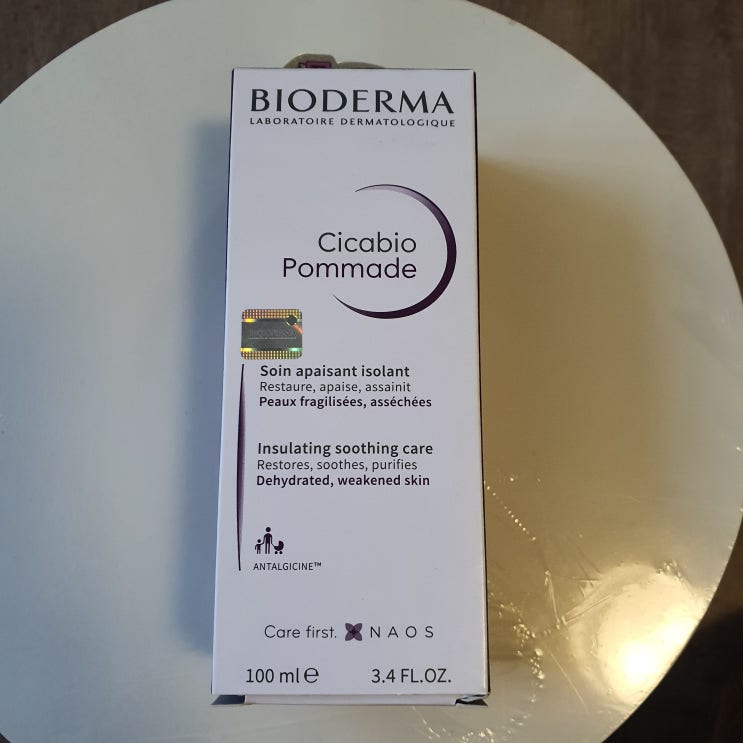 BIODERMA
LABORATOIRE DERMATOLOGIQUE
Cicabio
Pommade
BIODERMA
Soin apaisant isolant
Restaure, apaise, assainit
Peaux fragilisées, asséchées
Insulating soothing care
Restores, soothes, purifies
Dehydrated, weakened skin
ANTALGICINE™
Care first. NAOS
100 ml ℮ 3.4 FL.OZ.